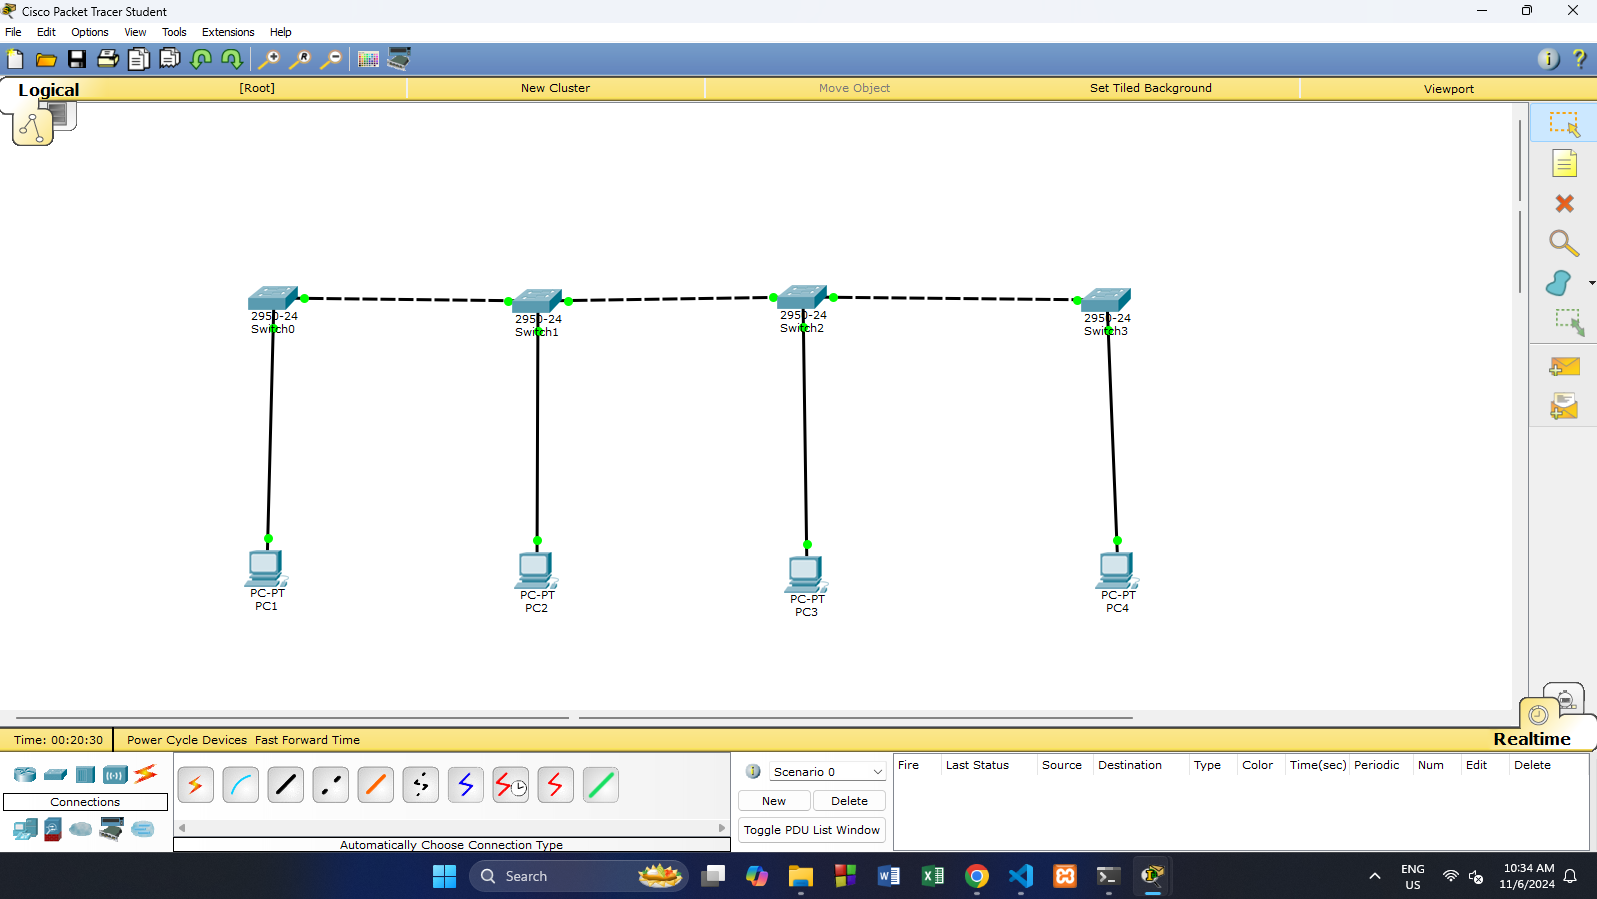 Cisco Packet Tracer Student
File Edit Options View Tools Extensions Help
Logical [Root] New Cluster Move Object Set Tiled Background Viewport
2950-24
Switch0
2950-24
Switch1
2950-24
Switch2
2950-24
Switch3
PC-PT
PC1
PC-PT
PC2
PC-PT
PC3
PC-PT
PC4
Realtime
Time: 00:20:30 Power Cycle Devices Fast Forward Time
Connections
Automatically Choose Connection Type
Scenario 0
New Delete
Toggle PDU List Window
Fire Last Status Source Destination Type Color Time(sec) Periodic Num Edit Delete
Search
ENG
US
10:34 AM
11/6/2024